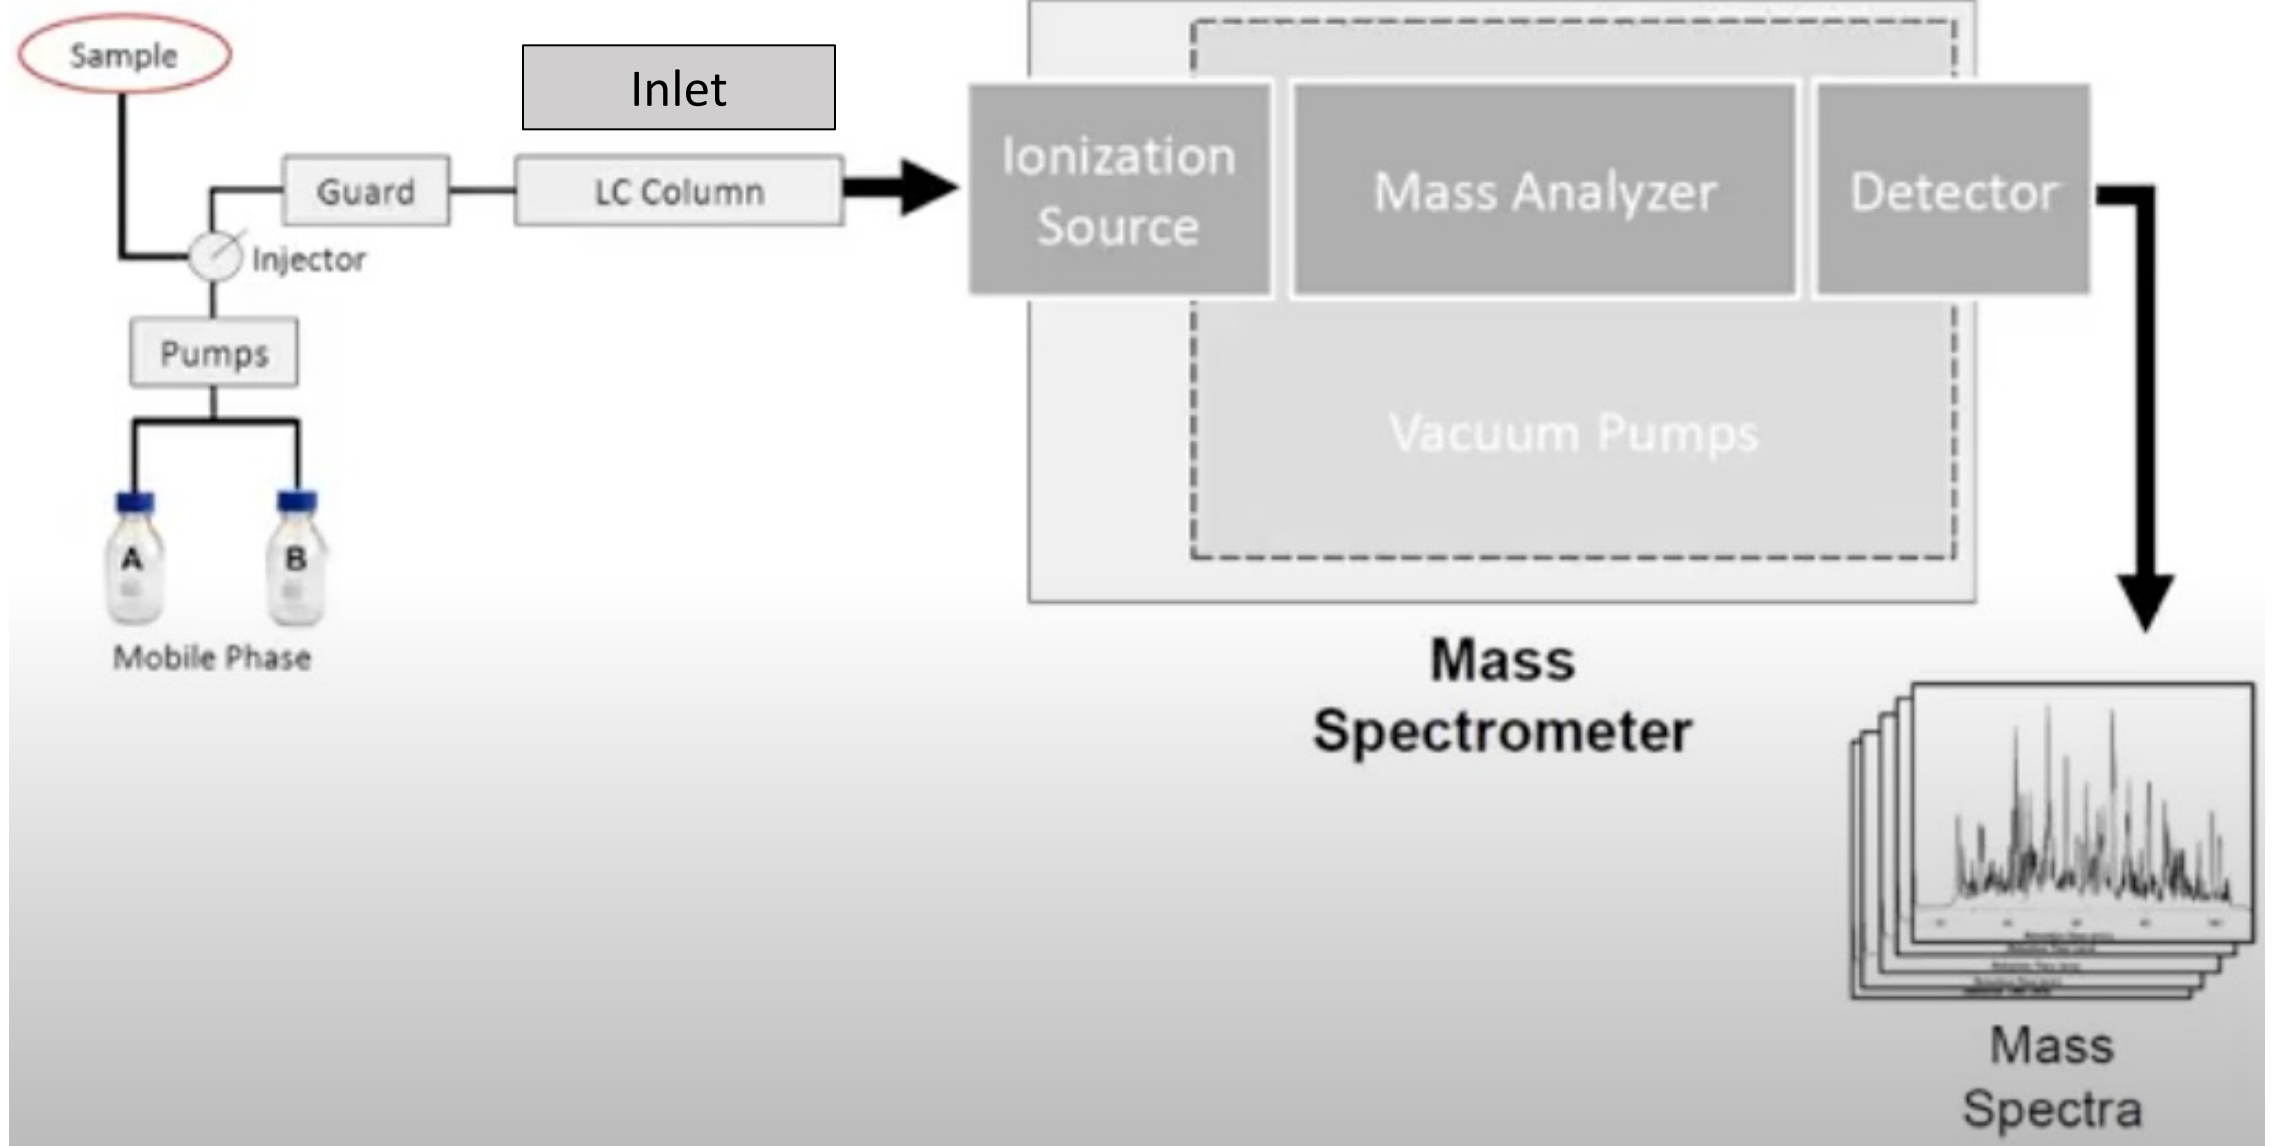 Sample
Inlet
Guard
LC Column
Injector
Pumps
A
B
Mobile Phase
Ionization
Source
Mass Analyzer
Detector
Vacuum Pumps
Mass
Spectrometer
Mass
Spectra